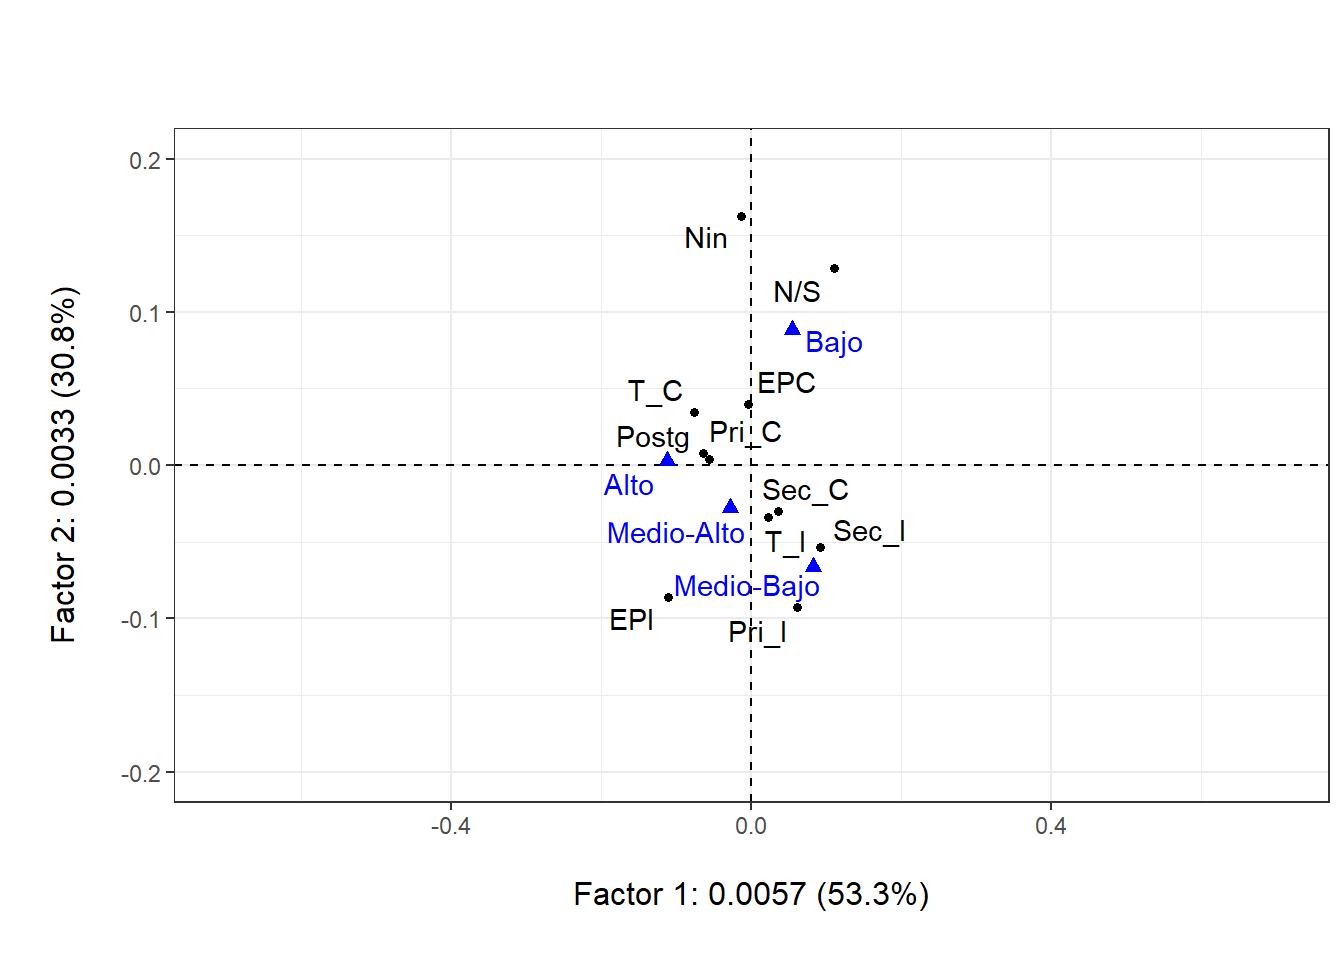 0.2
0.1
0.0
-0.1
-0.2
Factor 2: 0.0033 (30.8%)
Nin
N/S
Bajo
EPC
T_C
Pri_C
Postg
Alto
Sec_C
Medio-Alto
Sec_I
T_I
Medio-Bajo
EPI
Pri_I
-0.4
0.0
0.4
Factor 1: 0.0057 (53.3%)